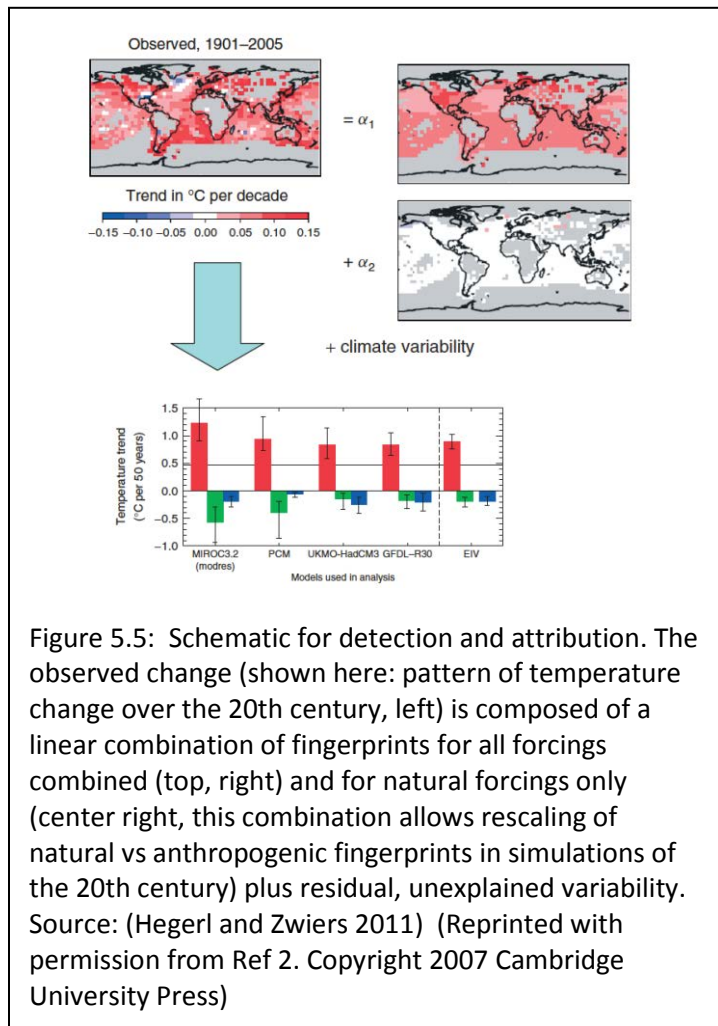 Observed, 1901–2005
= α1
Trend in °C per decade
−0.15 −0.10 −0.05 0.00 0.05 0.10 0.15
+ α2
+ climate variability
Temperature trend
(°C per 50 years)
1.5
1.0
0.5
0.0
−0.5
−1.0
MIROC3.2 PCM UKMO-HadCM3 GFDL–R30 EIV
(modres)
Models used in analysis
Figure 5.5:  Schematic for detection and attribution. The
observed change (shown here: pattern of temperature
change over the 20th century, left) is composed of a
linear combination of fingerprints for all forcings
combined (top, right) and for natural forcings only
(center right, this combination allows rescaling of
natural vs anthropogenic fingerprints in simulations of
the 20th century) plus residual, unexplained variability.
Source: (Hegerl and Zwiers 2011)  (Reprinted with
permission from Ref 2. Copyright 2007 Cambridge
University Press)